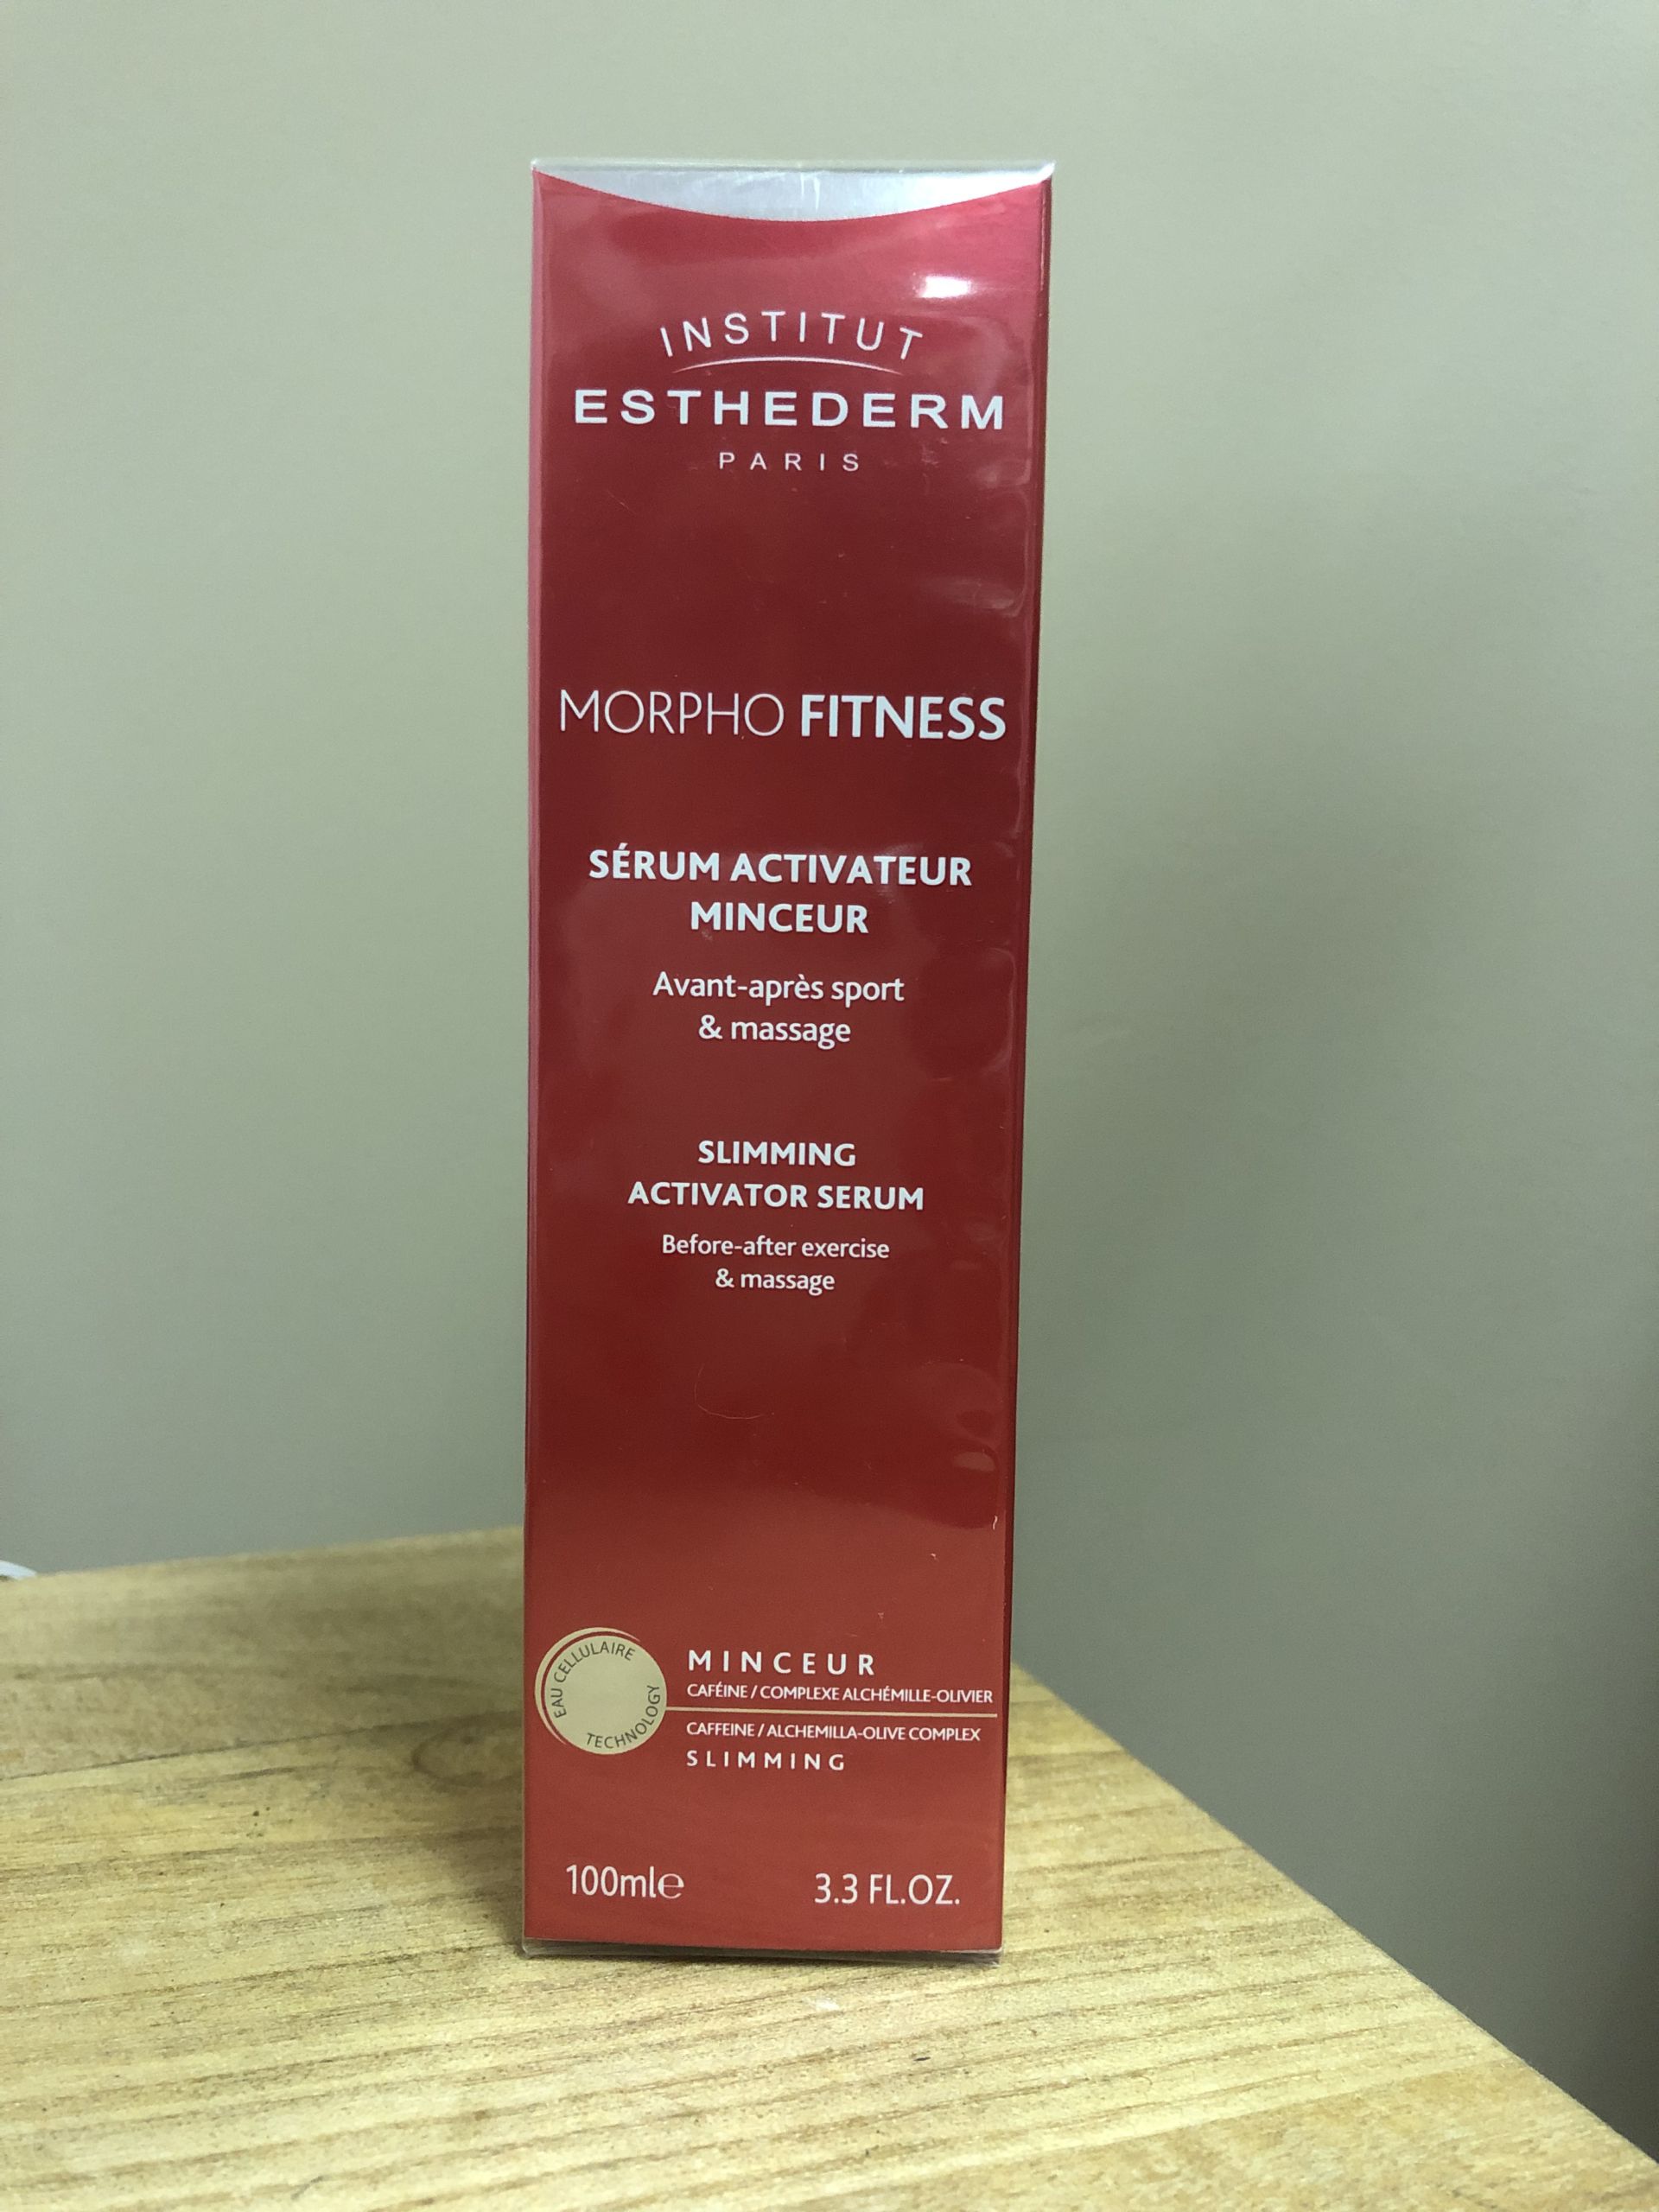 INSTITUT
ESTHEDERM
PARIS
MORPHO FITNESS
SÉRUM ACTIVATEUR
MINCEUR
Avant-après sport
& massage
SLIMMING
ACTIVATOR SERUM
Before-after exercise
& massage
EAU CELLULAIRE
TECHNOLOGY
MINCEUR
CAFÉINE / COMPLEXE ALCHÉMILLE-OLIVIER
CAFFEINE / ALCHEMILLA-OLIVE COMPLEX
SLIMMING
100ml℮ 3.3 FL.OZ.